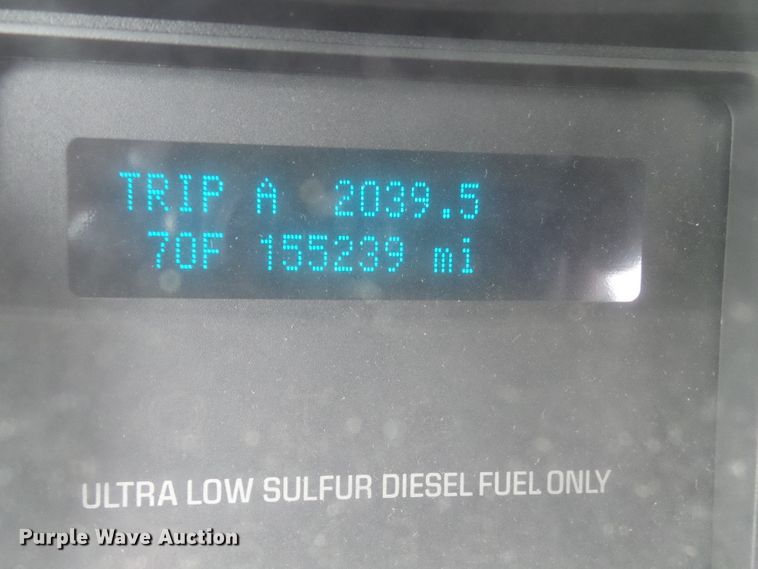 TRIP A 2039.5
70F 155239 mi
ULTRA LOW SULFUR DIESEL FUEL ONLY
Purple Wave Auction